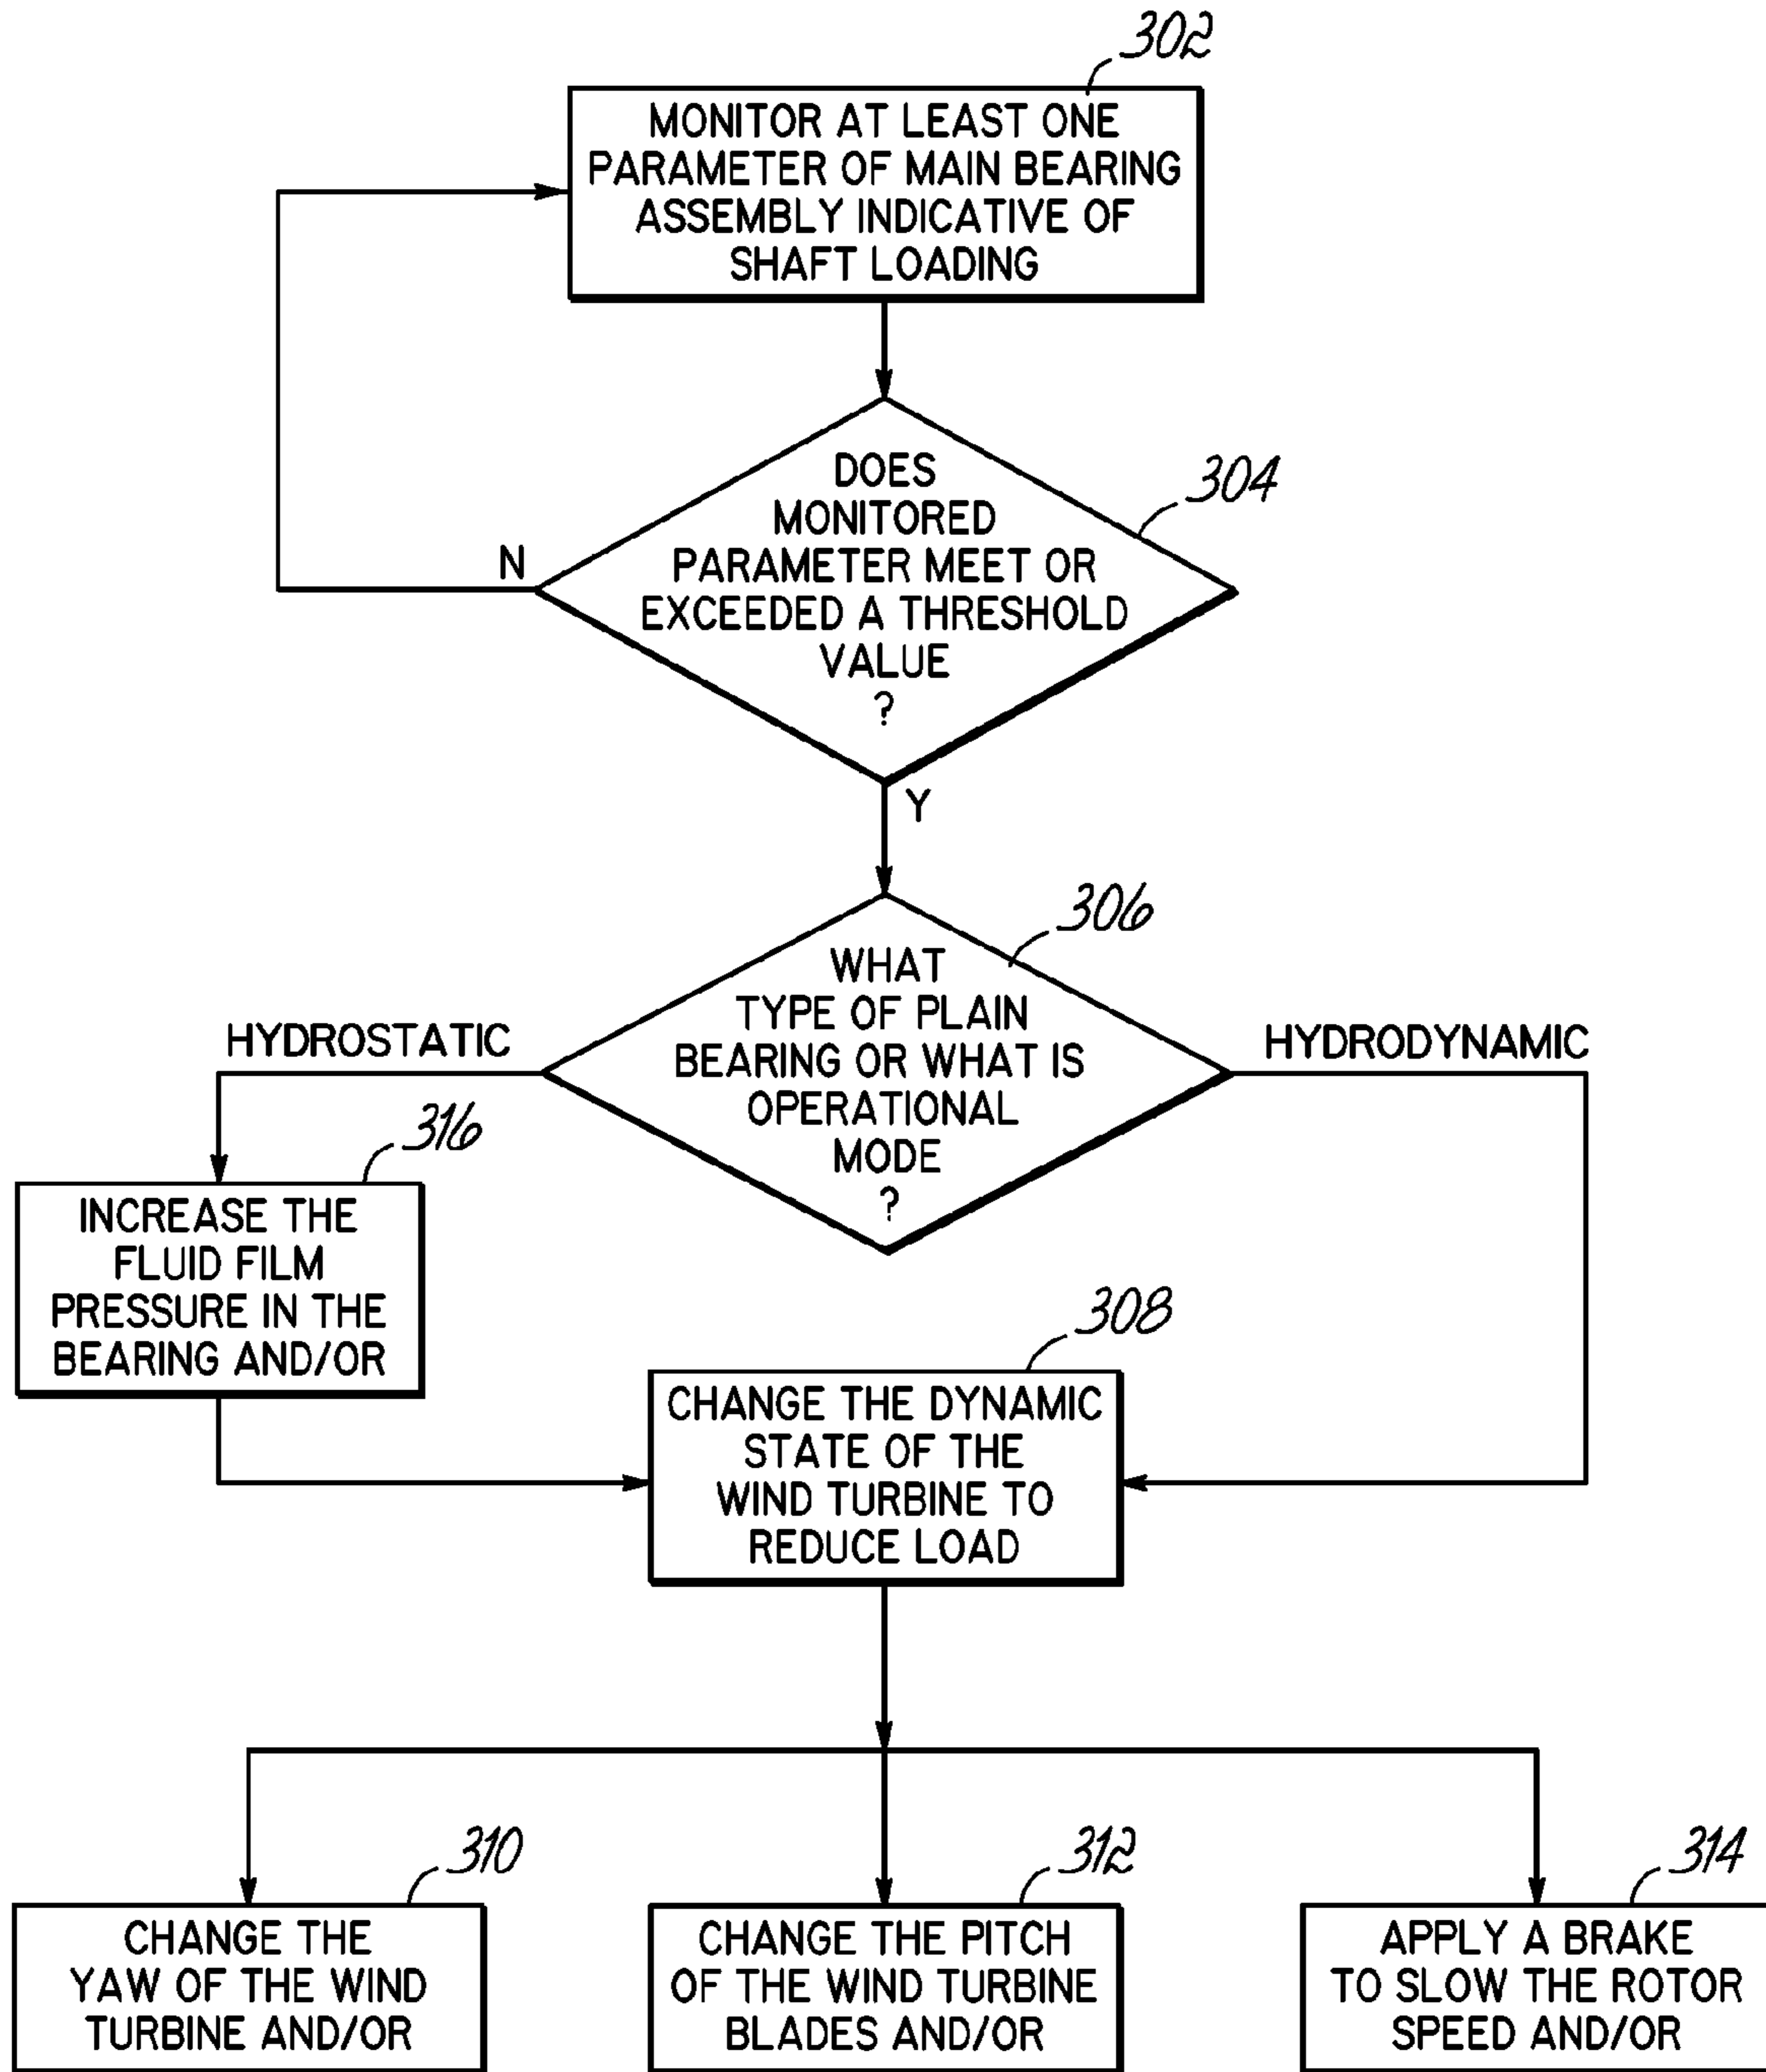 302
MONITOR AT LEAST ONE
PARAMETER OF MAIN BEARING
ASSEMBLY INDICATIVE OF
SHAFT LOADING
304
DOES
MONITORED
PARAMETER MEET OR
EXCEEDED A THRESHOLD
VALUE
?
N
Y
306
WHAT
TYPE OF PLAIN
BEARING OR WHAT IS
OPERATIONAL
MODE
?
HYDROSTATIC
HYDRODYNAMIC
316
INCREASE THE
FLUID FILM
PRESSURE IN THE
BEARING AND/OR
308
CHANGE THE DYNAMIC
STATE OF THE
WIND TURBINE TO
REDUCE LOAD
310
CHANGE THE
YAW OF THE WIND
TURBINE AND/OR
312
CHANGE THE PITCH
OF THE WIND TURBINE
BLADES AND/OR
314
APPLY A BRAKE
TO SLOW THE ROTOR
SPEED AND/OR